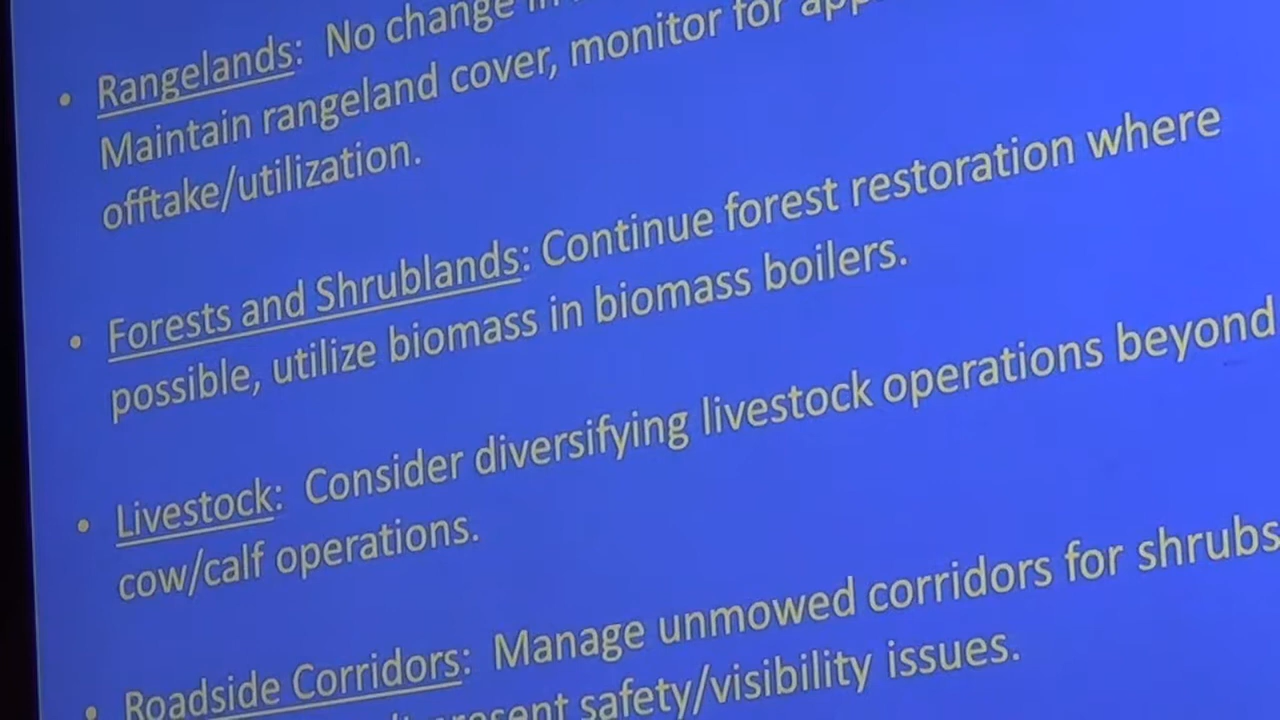 • Rangelands: No change in
Maintain rangeland cover, monitor for
offtake/utilization.
• Forests and Shrublands: Continue forest restoration where
possible, utilize biomass in biomass boilers.
• Livestock: Consider diversifying livestock operations beyond
cow/calf operations.
• Roadside Corridors: Manage unmowed corridors for shrubs
safety/visibility issues.